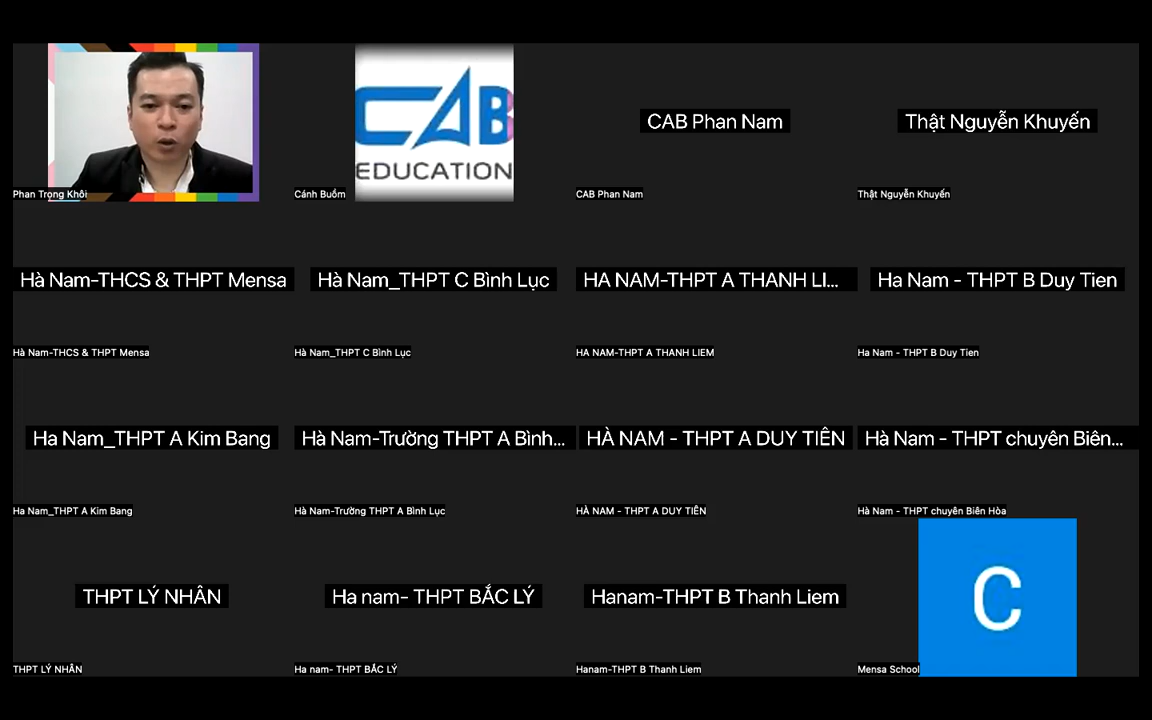 Phan Trọng Khôi
CAB
EDUCATION
Cánh Buồm
CAB Phan Nam
CAB Phan Nam
Thật Nguyễn Khuyến
Thật Nguyễn Khuyến
Hà Nam-THCS & THPT Mensa
Hà Nam-THCS & THPT Mensa
Hà Nam_THPT C Bình Lục
Hà Nam_THPT C Bình Lục
HA NAM-THPT A THANH LI...
HA NAM-THPT A THANH LIEM
Ha Nam - THPT B Duy Tien
Ha Nam - THPT B Duy Tien
Ha Nam_THPT A Kim Bang
Ha Nam_THPT A Kim Bang
Hà Nam-Trường THPT A Bình...
Hà Nam-Trường THPT A Bình Lục
HÀ NAM - THPT A DUY TIÊN
HÀ NAM - THPT A DUY TIÊN
Hà Nam - THPT chuyên Biên...
Hà Nam - THPT chuyên Biên Hòa
THPT LÝ NHÂN
THPT LÝ NHÂN
Ha nam- THPT BẮC LÝ
Ha nam- THPT BẮC LÝ
Hanam-THPT B Thanh Liem
Hanam-THPT B Thanh Liem
C
Mensa School